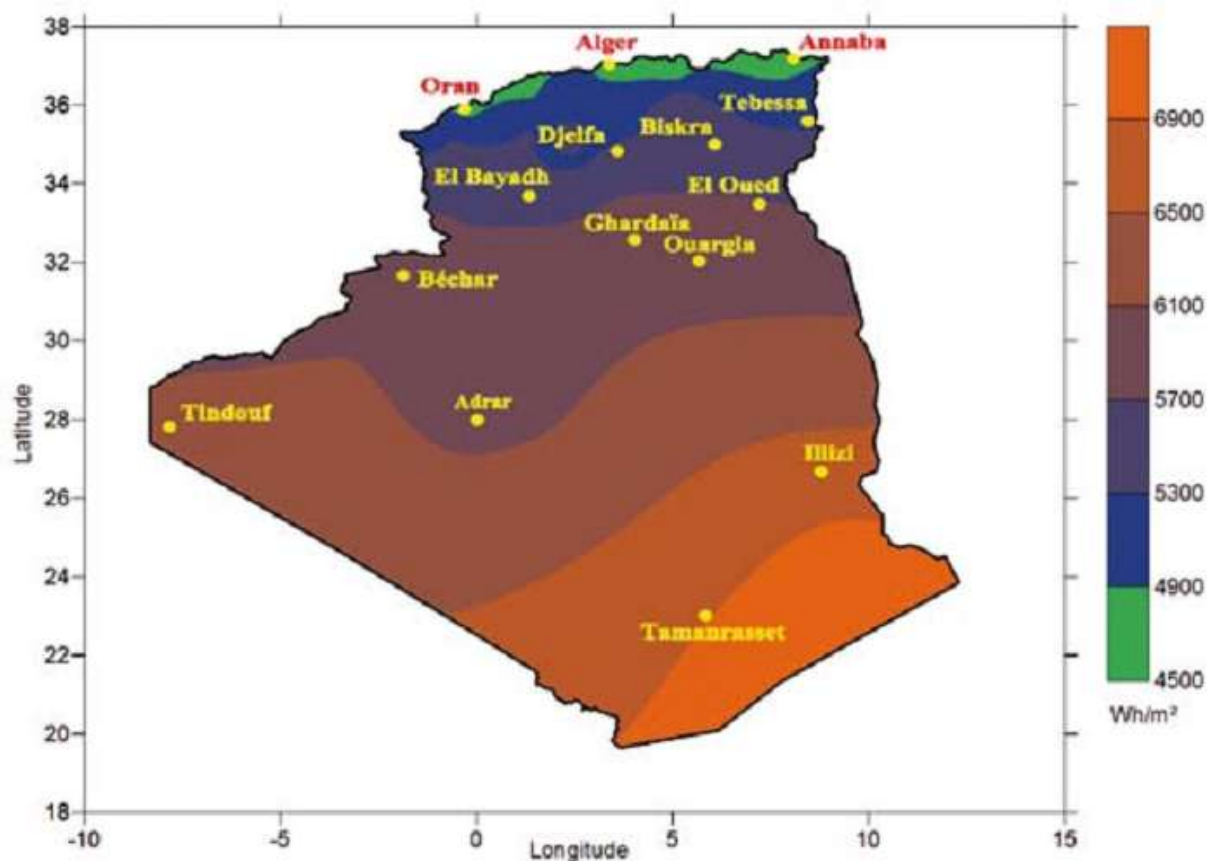 38
36
34
32
30
28
26
24
22
20
18
Latitude
-10
-5
0
5
10
15
Longitude
Alger
Annaba
Oran
Tebessa
Djelfa
Biskra
El Bayadh
El Oued
Ghardaïa
Ouargla
Béchar
Adrar
Tindouf
Illizi
Tamanrasset
6900
6500
6100
5700
5300
4900
4500
Wh/m²